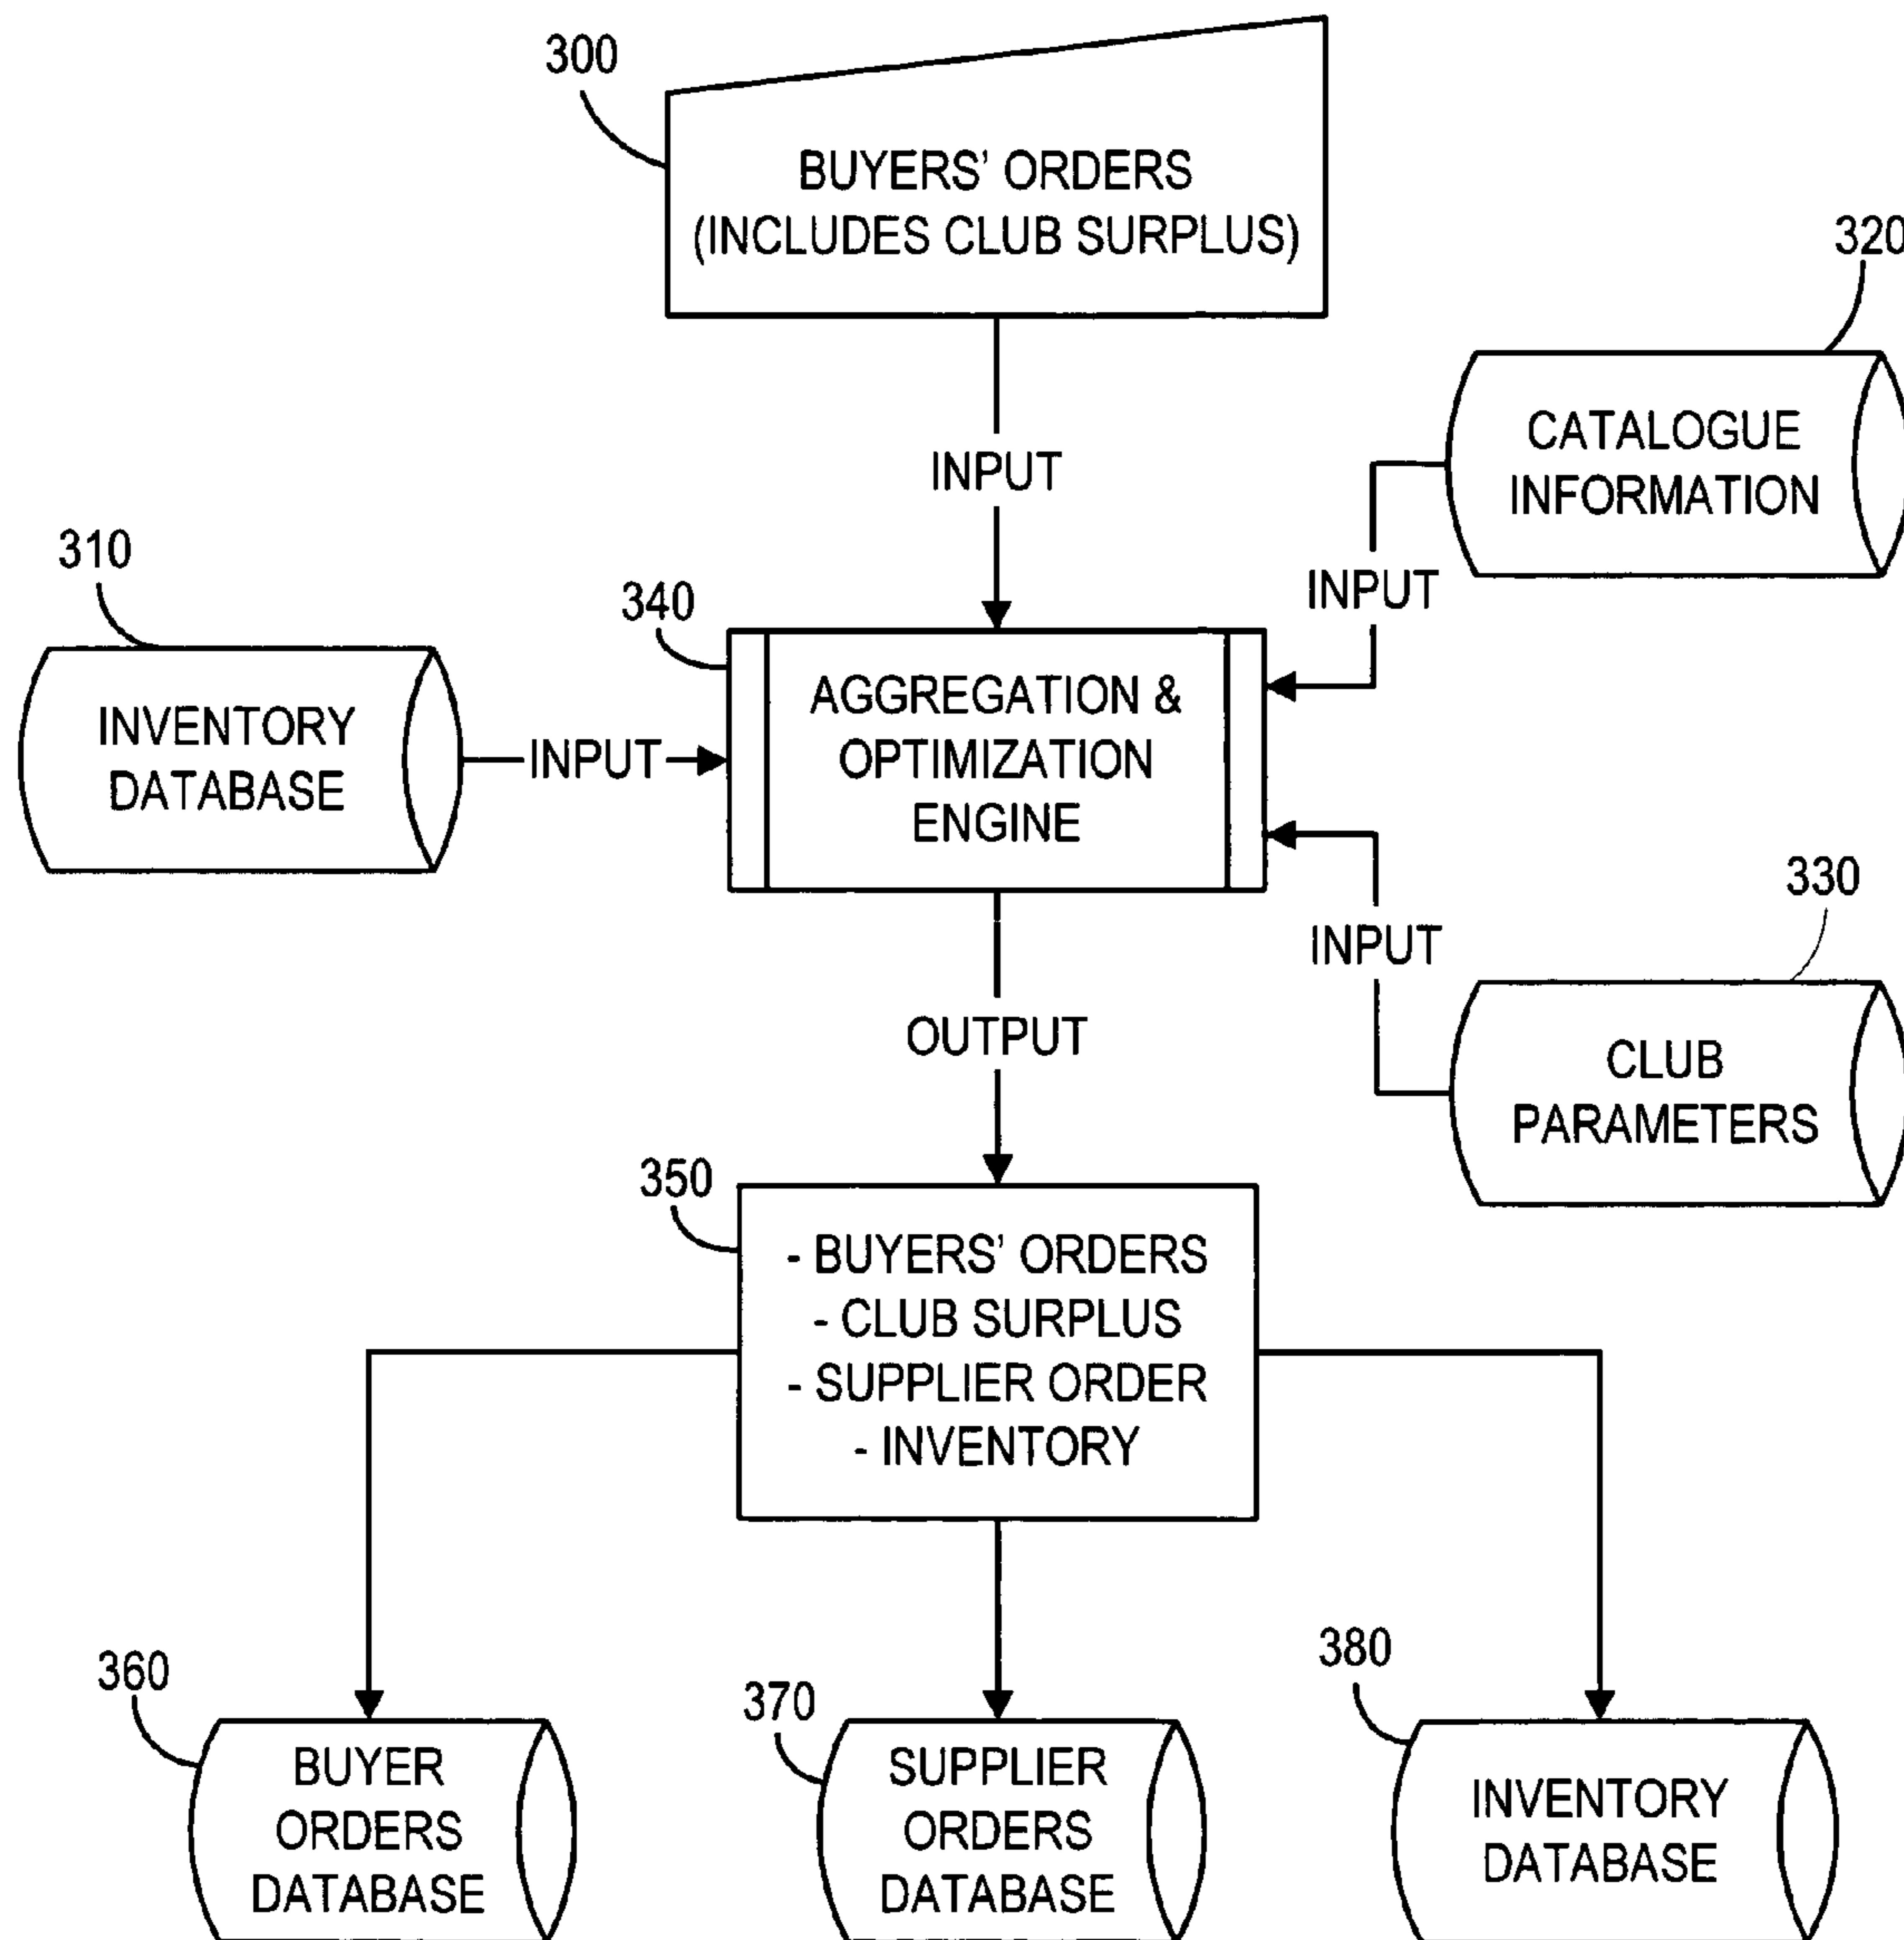 300
BUYERS' ORDERS
(INCLUDES CLUB SURPLUS)
320
CATALOGUE
INFORMATION
INPUT
INPUT
310
340
INVENTORY
DATABASE
INPUT
AGGREGATION &
OPTIMIZATION
ENGINE
330
INPUT
CLUB
PARAMETERS
OUTPUT
350
- BUYERS' ORDERS
- CLUB SURPLUS
- SUPPLIER ORDER
- INVENTORY
360
BUYER
ORDERS
DATABASE
370
SUPPLIER
ORDERS
DATABASE
380
INVENTORY
DATABASE